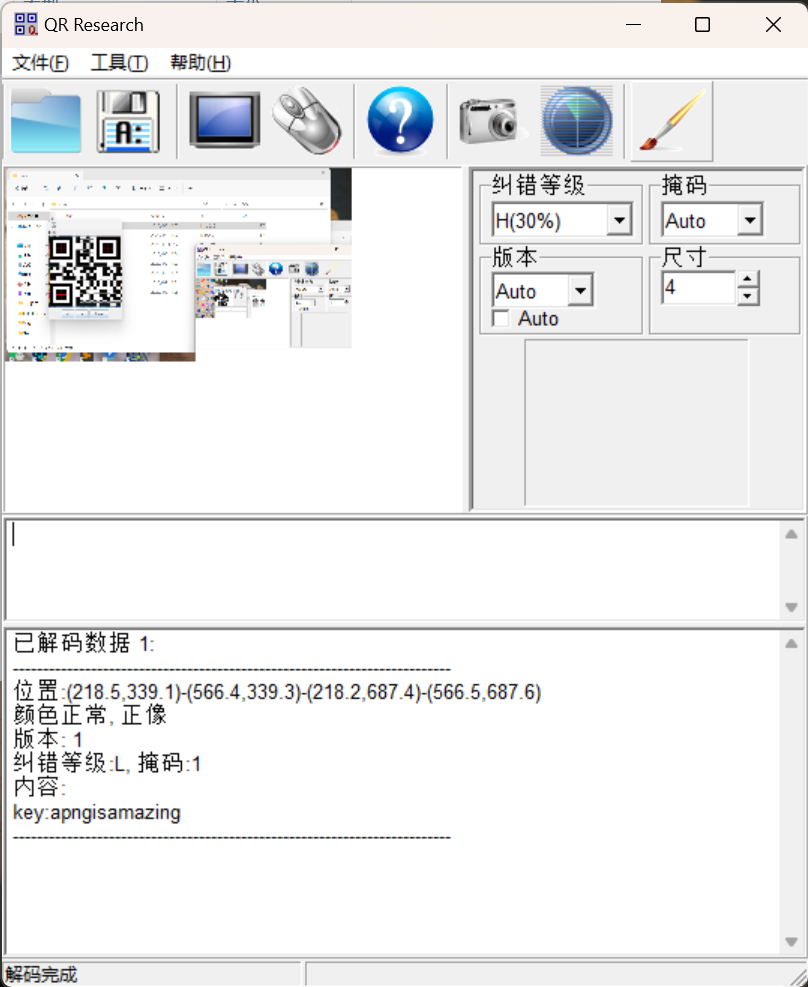 QR Research
文件(F) 工具(T) 帮助(H)
A:
纠错等级
掩码
H(30%)
Auto
版本
尺寸
Auto
4
Auto
已解码数据 1:
---------------------------------------------------------------------------
位置:(218.5,339.1)-(566.4,339.3)-(218.2,687.4)-(566.5,687.6)
颜色正常, 正像
版本: 1
纠错等级:L, 掩码:1
内容:
key:apngisamazing
---------------------------------------------------------------------------
解码完成